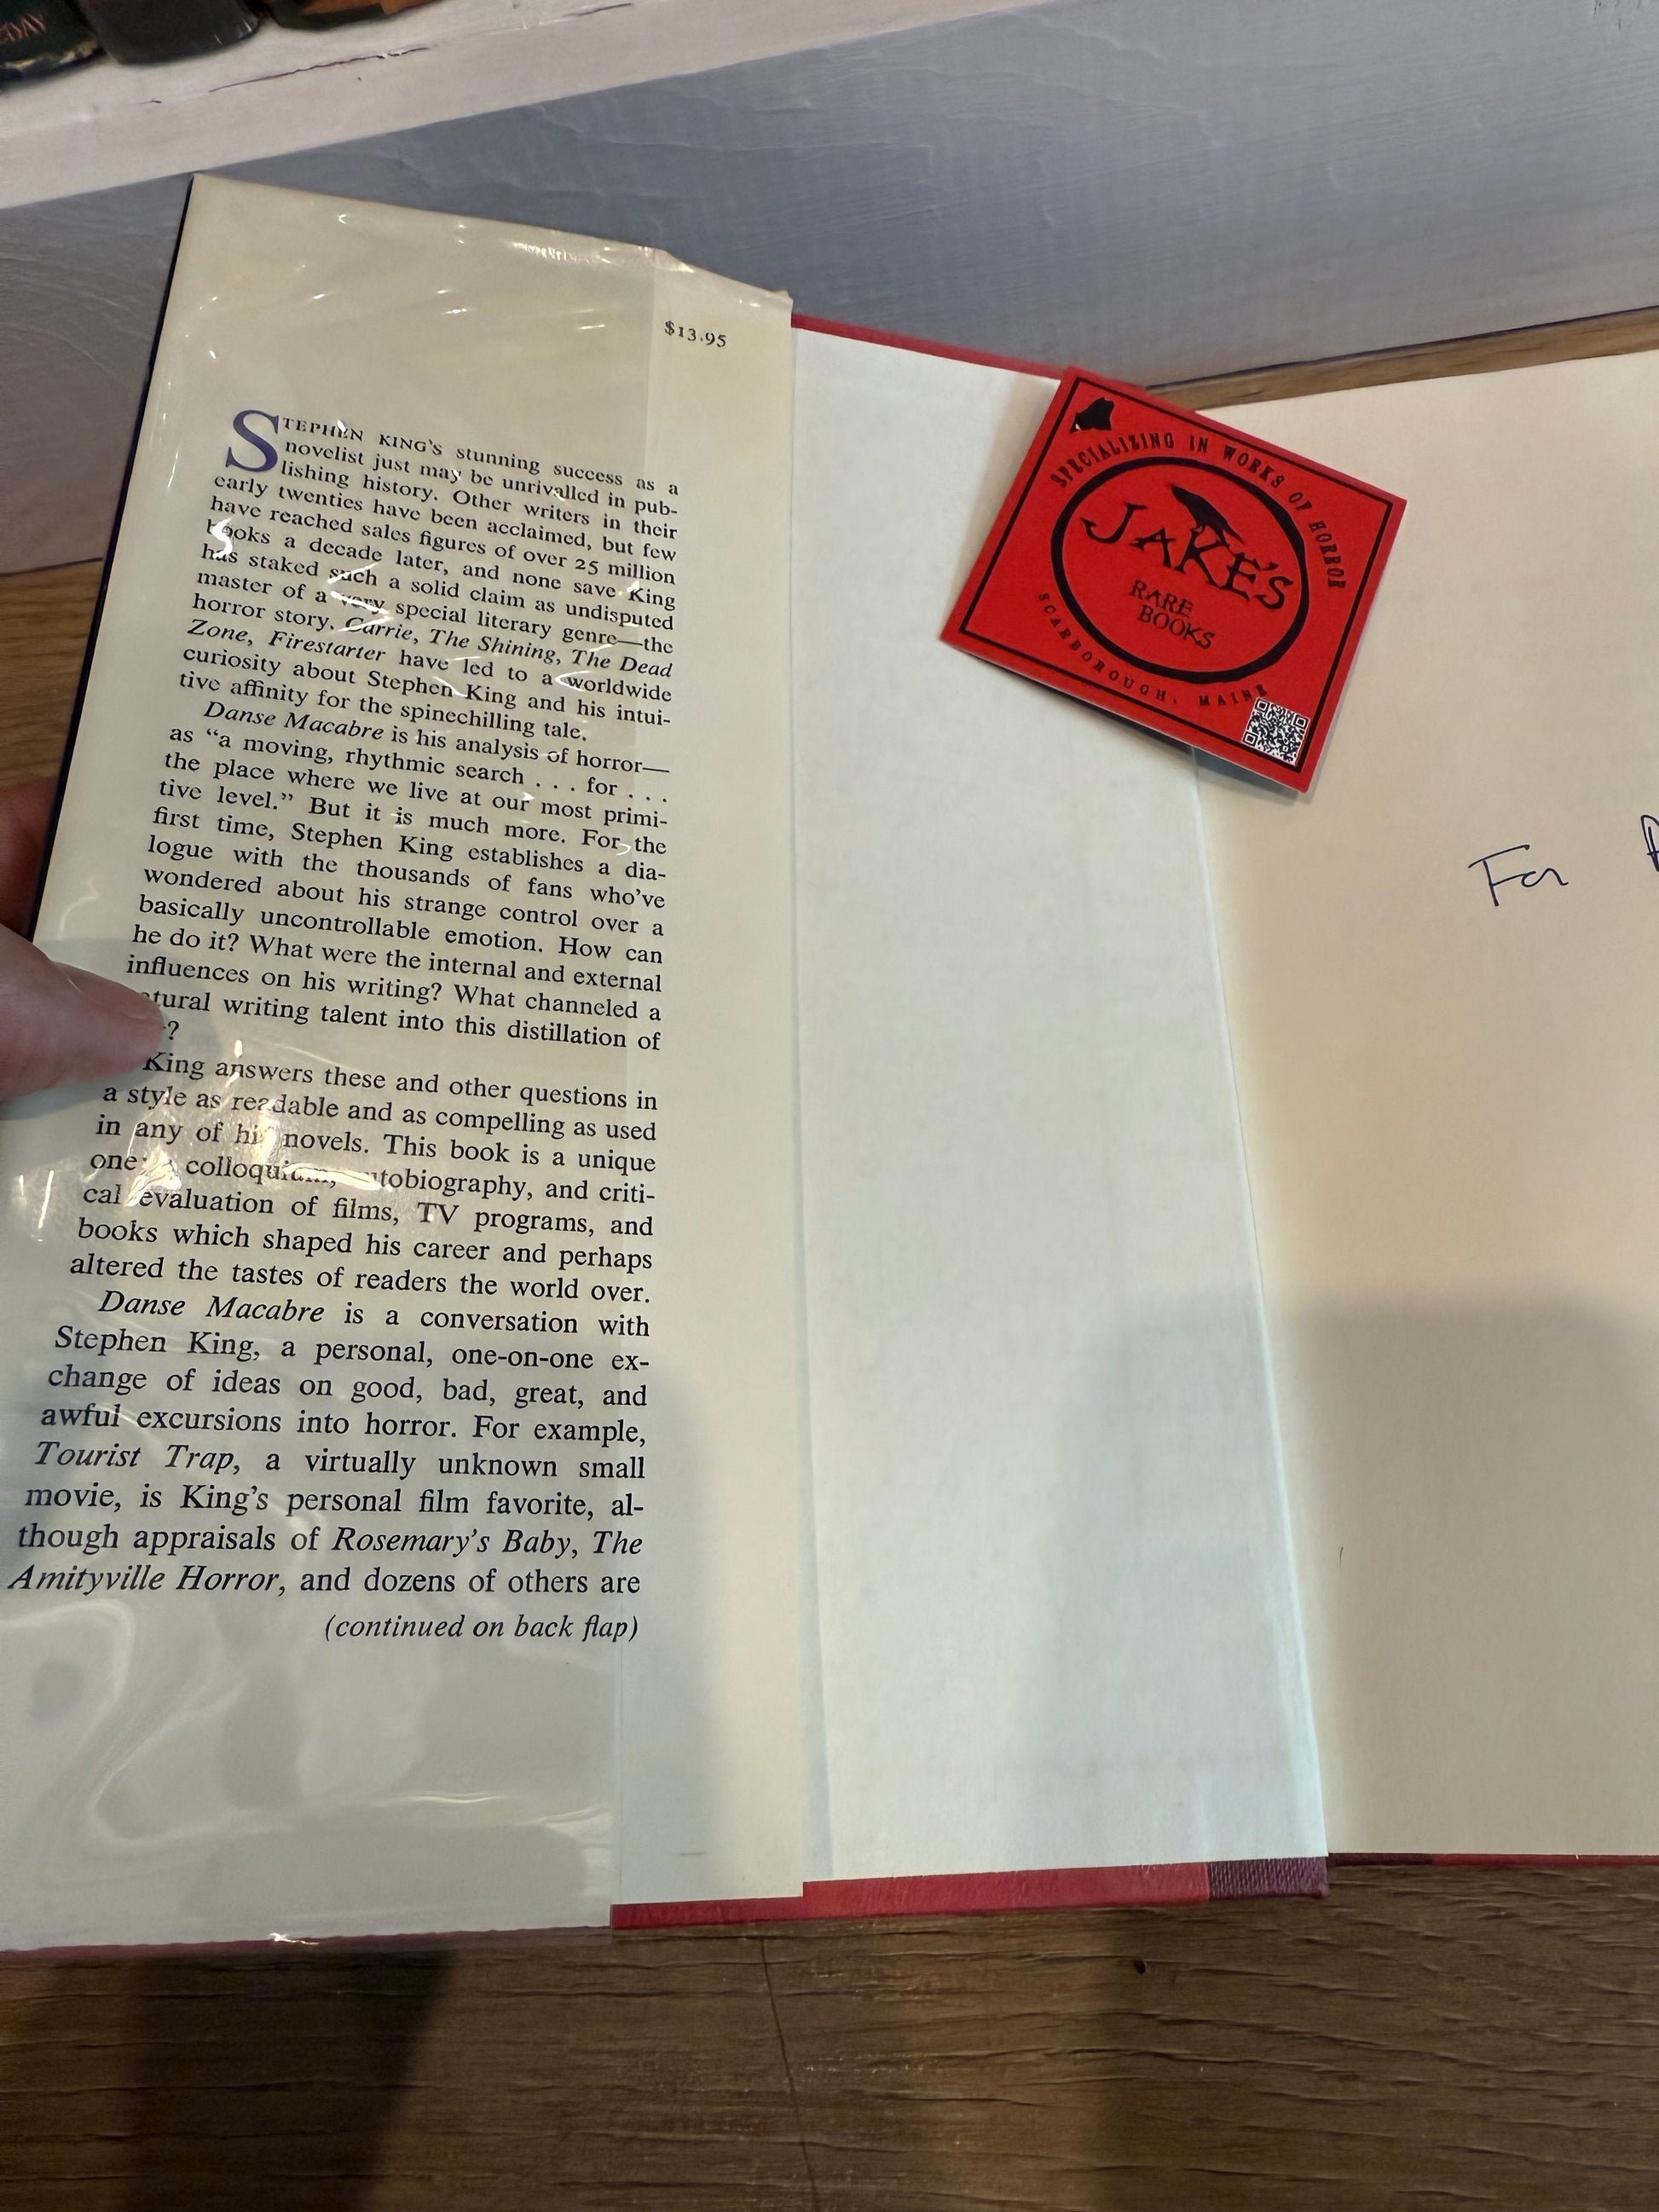 DAY
$13.95
STEPHEN KING'S stunning success as a
novelist just may be unrivalled in pub-
lishing history. Other writers in their
early twenties have been acclaimed, but few
have reached sales figures of over 25 million
books a decade later, and none save King
has staked such a solid claim as undisputed
master of a very special literary genre—the
horror story. Carrie, The Shining, The Dead
Zone, Firestarter have led to a worldwide
curiosity about Stephen King and his intui-
tive affinity for the spinechilling tale.
Danse Macabre is his analysis of horror—
as “a moving, rhythmic search . . . for . . .
the place where we live at our most primi-
tive level.” But it is much more. For the
first time, Stephen King establishes a dia-
logue with the thousands of fans who've
wondered about his strange control over a
basically uncontrollable emotion. How can
he do it? What were the internal and external
influences on his writing? What channeled a
atural writing talent into this distillation of
?
King answers these and other questions in
a style as readable and as compelling as used
in any of his novels. This book is a unique
one: a colloquium, autobiography, and criti-
cal evaluation of films, TV programs, and
books which shaped his career and perhaps
altered the tastes of readers the world over.
Danse Macabre is a conversation with
Stephen King, a personal, one-on-one ex-
change of ideas on good, bad, great, and
awful excursions into horror. For example,
Tourist Trap, a virtually unknown small
movie, is King's personal film favorite, al-
though appraisals of Rosemary's Baby, The
Amityville Horror, and dozens of others are
(continued on back flap)
SPECIALIZING IN WORKS OF HORROR
JAKE'S
RARE
BOOKS
SCARBOROUGH, MAINE
For